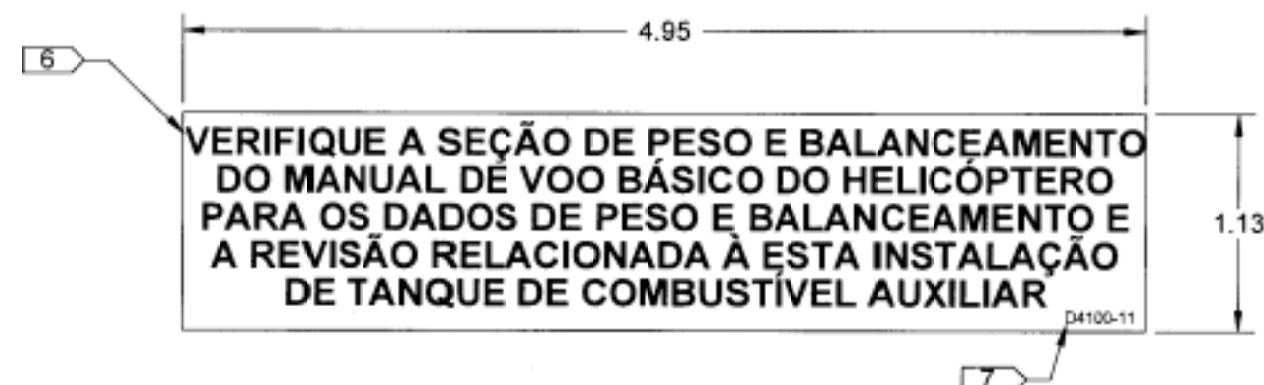 4.95
6
VERIFIQUE A SEÇÃO DE PESO E BALANCEAMENTO
DO MANUAL DE VOO BÁSICO DO HELICÓPTERO
PARA OS DADOS DE PESO E BALANCEAMENTO E
A REVISÃO RELACIONADA À ESTA INSTALAÇÃO
DE TANQUE DE COMBUSTÍVEL AUXILIAR
1.13
D4100-11
7